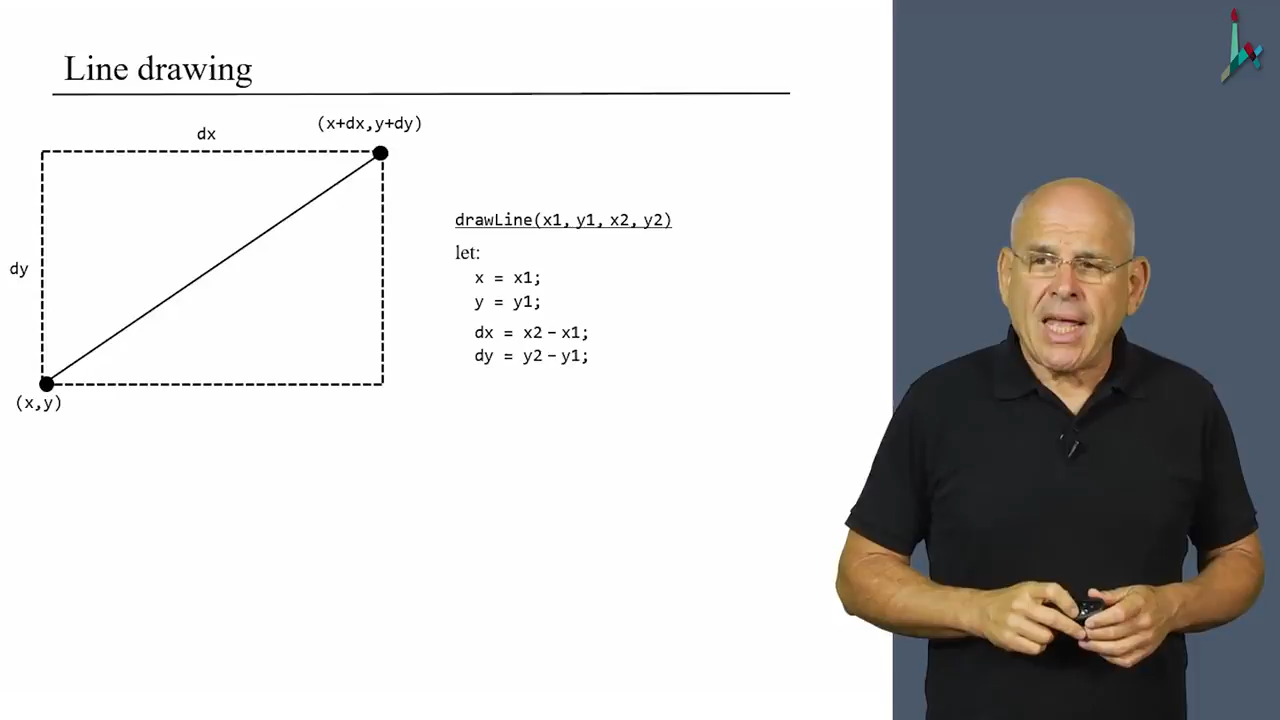 Line drawing
dx
(x+dx,y+dy)
dy
(x,y)
drawLine(x1, y1, x2, y2)
let:
x = x1;
y = y1;
dx = x2 – x1;
dy = y2 – y1;